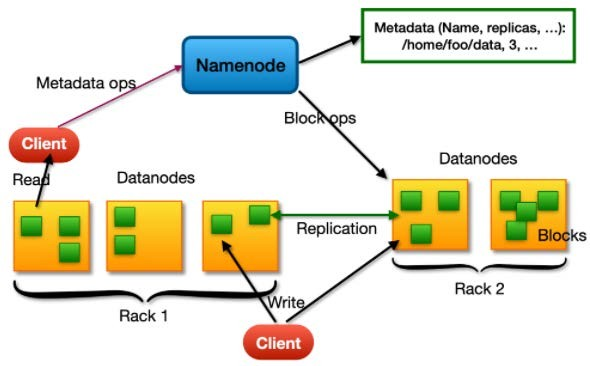 Metadata (Name, replicas, ...):
/home/foo/data, 3, ...
Namenode
Metadata ops
Block ops
Client
Read
Datanodes
Datanodes
Replication
Blocks
Rack 1
Write
Rack 2
Client